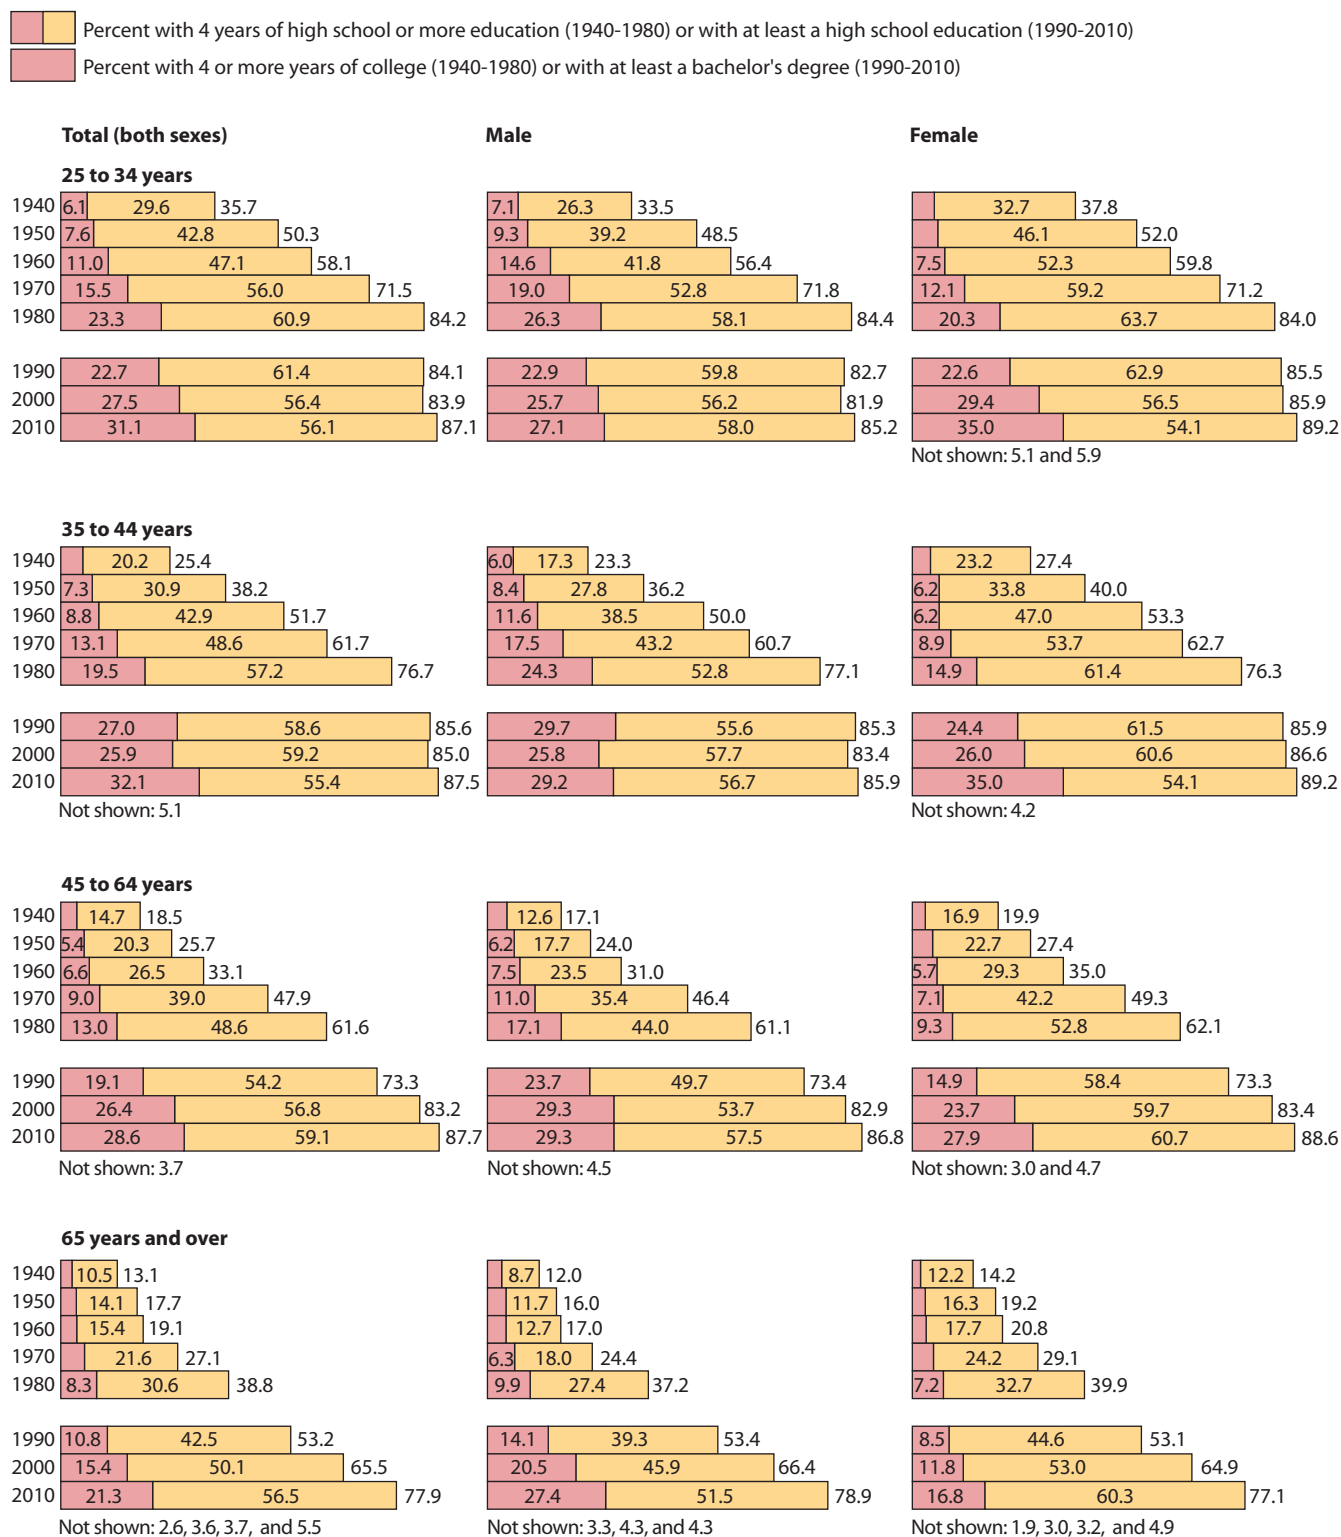 Percent with 4 years of high school or more education (1940-1980) or with at least a high school education (1990-2010)
Percent with 4 or more years of college (1940-1980) or with at least a bachelor's degree (1990-2010)
Total (both sexes) Male Female
25 to 34 years
1940 6.1 29.6 35.7 7.1 26.3 33.5 32.7 37.8
1950 7.6 42.8 50.3 9.3 39.2 48.5 46.1 52.0
1960 11.0 47.1 58.1 14.6 41.8 56.4 7.5 52.3 59.8
1970 15.5 56.0 71.5 19.0 52.8 71.8 12.1 59.2 71.2
1980 23.3 60.9 84.2 26.3 58.1 84.4 20.3 63.7 84.0
1990 22.7 61.4 84.1 22.9 59.8 82.7 22.6 62.9 85.5
2000 27.5 56.4 83.9 25.7 56.2 81.9 29.4 56.5 85.9
2010 31.1 56.1 87.1 27.1 58.0 85.2 35.0 54.1 89.2
Not shown: 5.1 and 5.9
35 to 44 years
1940 20.2 25.4 6.0 17.3 23.3 23.2 27.4
1950 7.3 30.9 38.2 8.4 27.8 36.2 6.2 33.8 40.0
1960 8.8 42.9 51.7 11.6 38.5 50.0 6.2 47.0 53.3
1970 13.1 48.6 61.7 17.5 43.2 60.7 8.9 53.7 62.7
1980 19.5 57.2 76.7 24.3 52.8 77.1 14.9 61.4 76.3
1990 27.0 58.6 85.6 29.7 55.6 85.3 24.4 61.5 85.9
2000 25.9 59.2 85.0 25.8 57.7 83.4 26.0 60.6 86.6
2010 32.1 55.4 87.5 29.2 56.7 85.9 35.0 54.1 89.2
Not shown: 5.1 Not shown: 4.2
45 to 64 years
1940 14.7 18.5 12.6 17.1 16.9 19.9
1950 5.4 20.3 25.7 6.2 17.7 24.0 22.7 27.4
1960 6.6 26.5 33.1 7.5 23.5 31.0 5.7 29.3 35.0
1970 9.0 39.0 47.9 11.0 35.4 46.4 7.1 42.2 49.3
1980 13.0 48.6 61.6 17.1 44.0 61.1 9.3 52.8 62.1
1990 19.1 54.2 73.3 23.7 49.7 73.4 14.9 58.4 73.3
2000 26.4 56.8 83.2 29.3 53.7 82.9 23.7 59.7 83.4
2010 28.6 59.1 87.7 29.3 57.5 86.8 27.9 60.7 88.6
Not shown: 3.7 Not shown: 4.5 Not shown: 3.0 and 4.7
65 years and over
1940 10.5 13.1 8.7 12.0 12.2 14.2
1950 14.1 17.7 11.7 16.0 16.3 19.2
1960 15.4 19.1 12.7 17.0 17.7 20.8
1970 21.6 27.1 6.3 18.0 24.4 24.2 29.1
1980 8.3 30.6 38.8 9.9 27.4 37.2 7.2 32.7 39.9
1990 10.8 42.5 53.2 14.1 39.3 53.4 8.5 44.6 53.1
2000 15.4 50.1 65.5 20.5 45.9 66.4 11.8 53.0 64.9
2010 21.3 56.5 77.9 27.4 51.5 78.9 16.8 60.3 77.1
Not shown: 2.6, 3.6, 3.7, and 5.5 Not shown: 3.3, 4.3, and 4.3 Not shown: 1.9, 3.0, 3.2, and 4.9